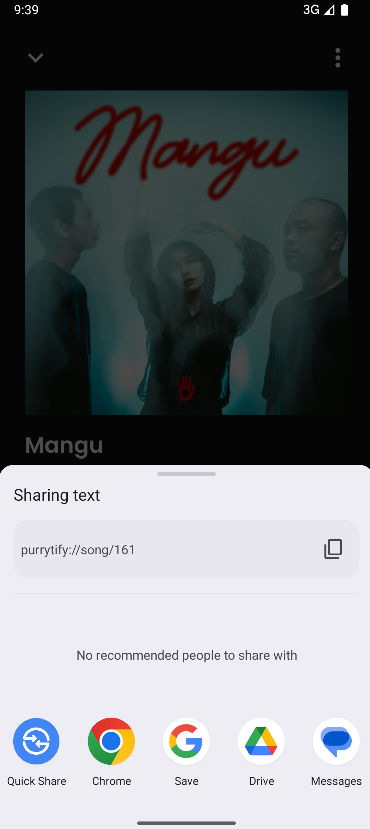 9:39
3G
Mangu
Mangu
Sharing text
purrytify://song/161
No recommended people to share with
Quick Share
Chrome
Save
Drive
Messages